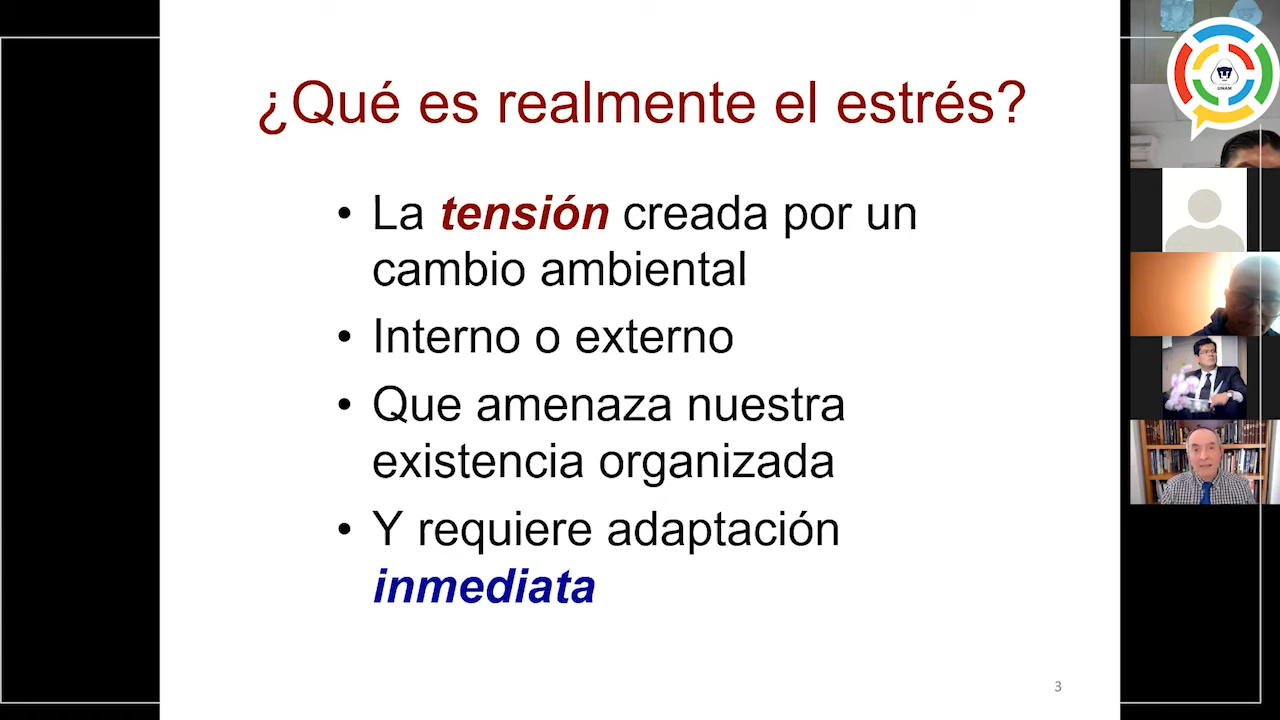 ¿Qué es realmente el estrés?
• La tensión creada por un
cambio ambiental
• Interno o externo
• Que amenaza nuestra
existencia organizada
• Y requiere adaptación
inmediata
3
UNAM